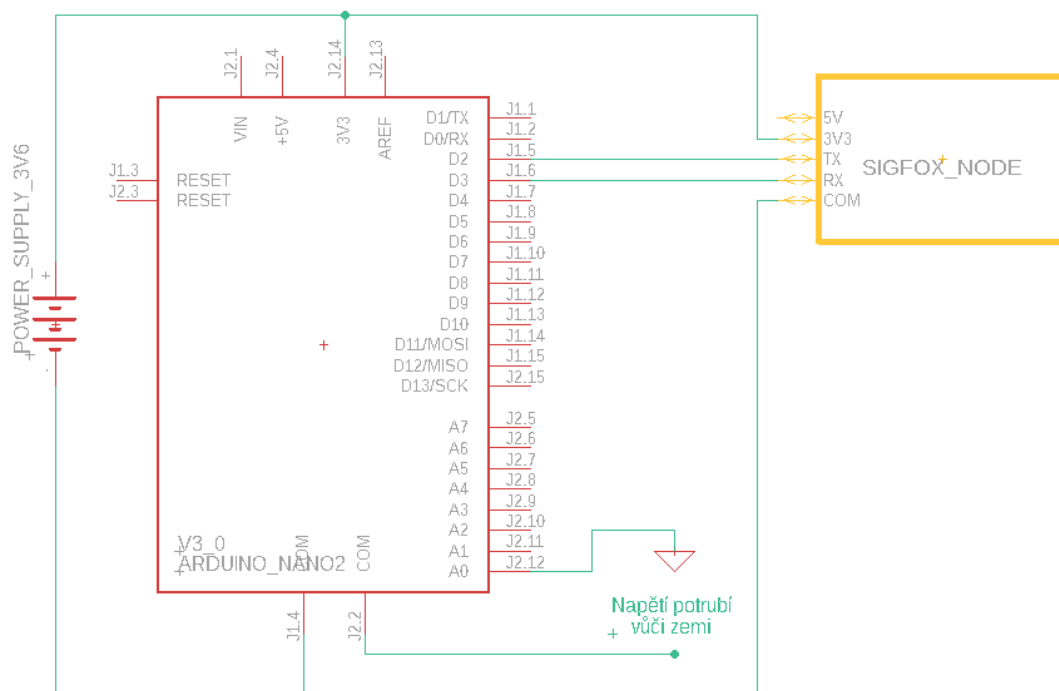 J2.1
J2.4
J2.14
J2.13
VIN
+5V
3V3
AREF
J1.3
RESET
J2.3
RESET
POWER_SUPPLY_3V6
D1/TX
J1.1
D0/RX
J1.2
D2
J1.5
D3
J1.6
D4
J1.7
D5
J1.8
D6
J1.9
D7
J1.10
D8
J1.11
D9
J1.12
D10
J1.13
D11/MOSI
J1.14
D12/MISO
J1.15
D13/SCK
J2.15
A7
J2.5
A6
J2.6
A5
J2.7
A4
J2.8
A3
J2.9
A2
J2.10
A1
J2.11
A0
J2.12
5V
3V3
TX
RX
COM
SIGFOX_NODE
V3_0
ARDUINO_NANO2
COM
COM
J1.4
J2.2
Napětí potrubí
vůči zemi